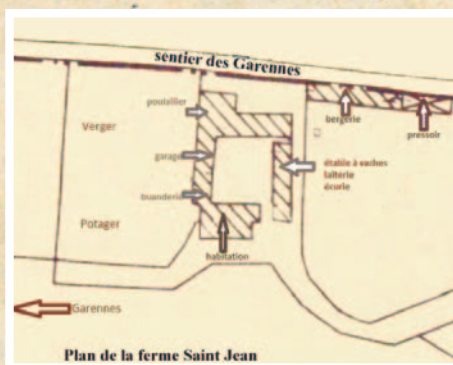 sentier des Garennes
poulailler
bergerie
pressoir
Verger
garage
étable à vaches
laiterie
écurie
buanderie
Potager
habitation
Garennes
Plan de la ferme Saint Jean